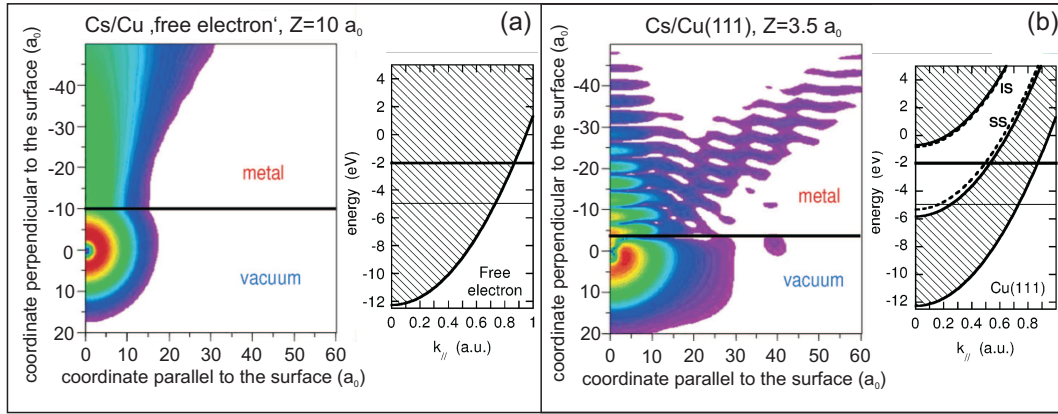 Cs/Cu ‚free electron‘, Z=10 a0
(a)
coordinate perpendicular to the surface (a0)
-40
-30
-20
-10
0
10
20
metal
vacuum
0 10 20 30 40 50 60
coordinate parallel to the surface (a0)
energy (eV)
4
2
0
-2
-4
-6
-8
-10
-12
Free
electron
0 0.2 0.4 0.6 0.8 1
k// (a.u.)
Cs/Cu(111), Z=3.5 a0
(b)
coordinate perpendicular to the surface (a0)
-40
-30
-20
-10
0
10
20
metal
vacuum
0 10 20 30 40 50 60
coordinate parallel to the surface (a0)
energy (eV)
4
2
0
-2
-4
-6
-8
-10
-12
IS
SS
Cu(111)
0 0.2 0.4 0.6 0.8
k// (a.u.)